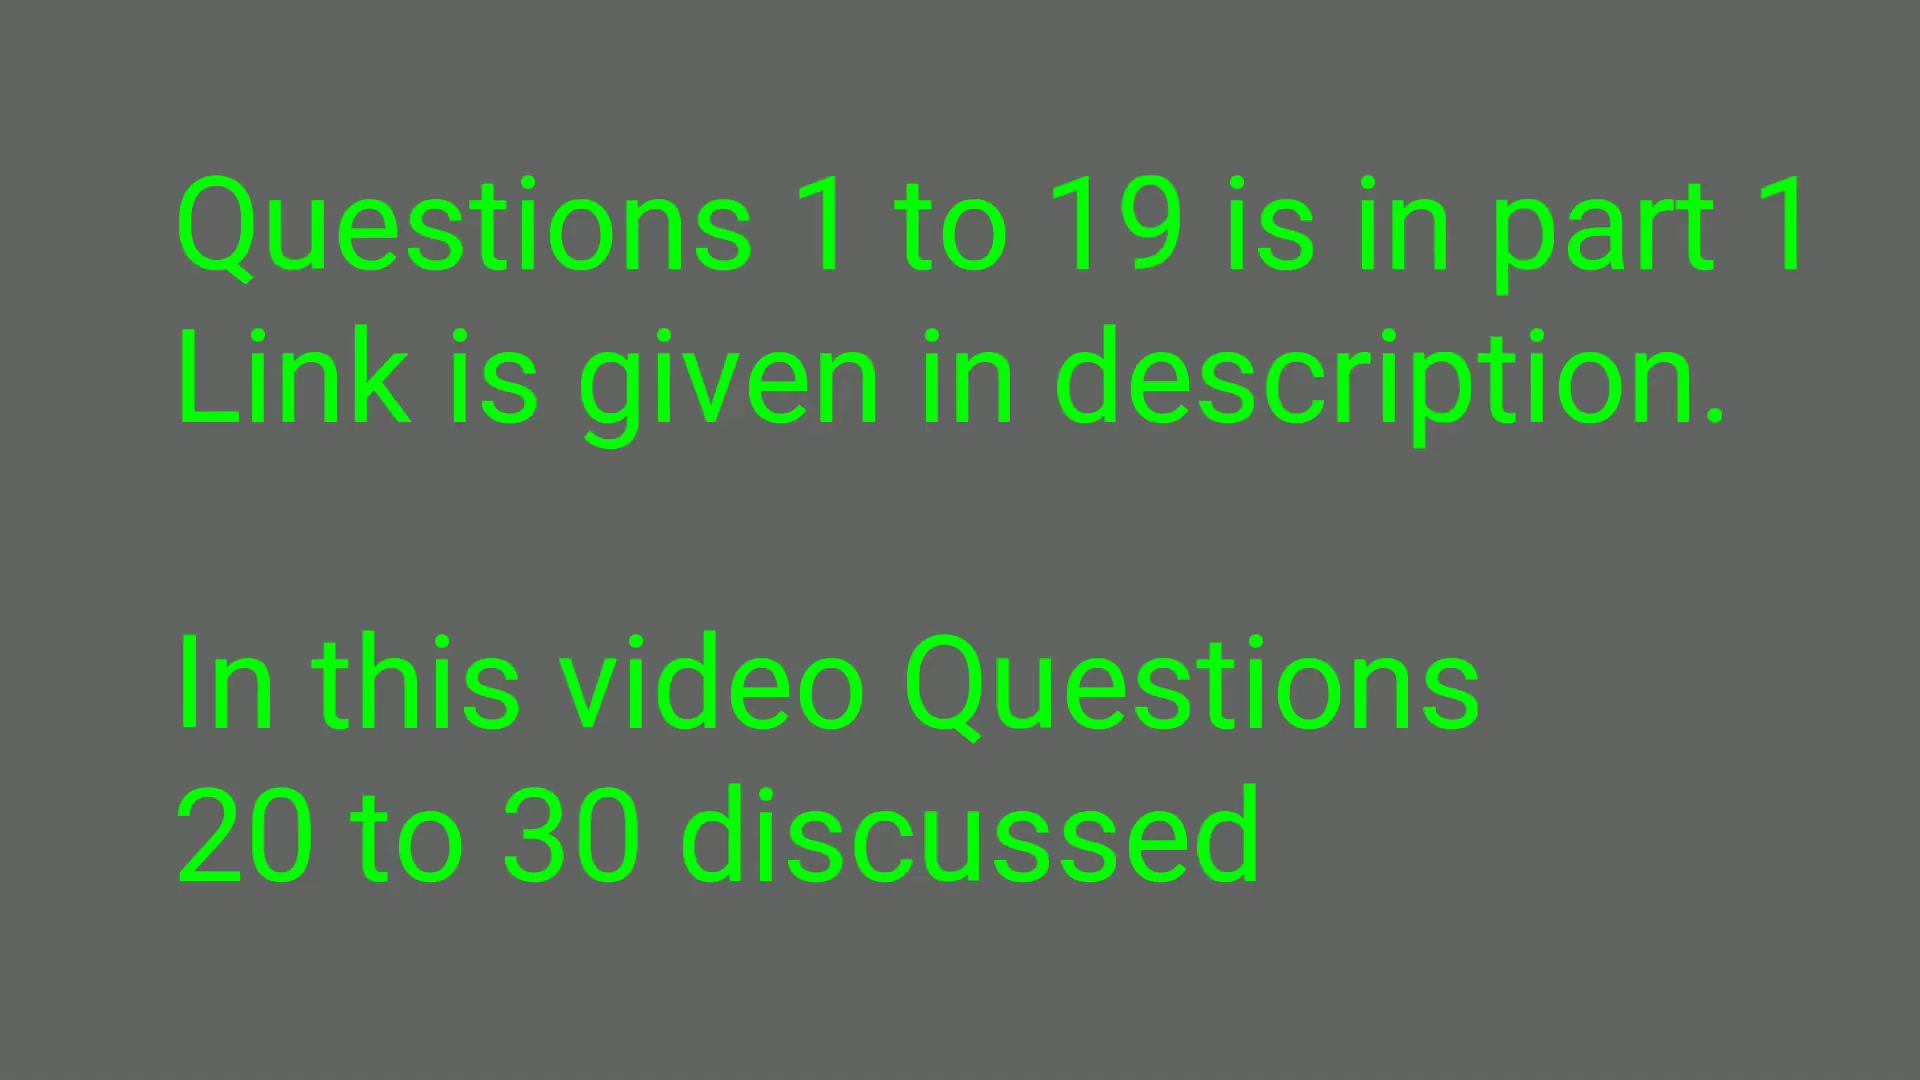 Questions 1 to 19 is in part 1
Link is given in description.
In this video Questions
20 to 30 discussed